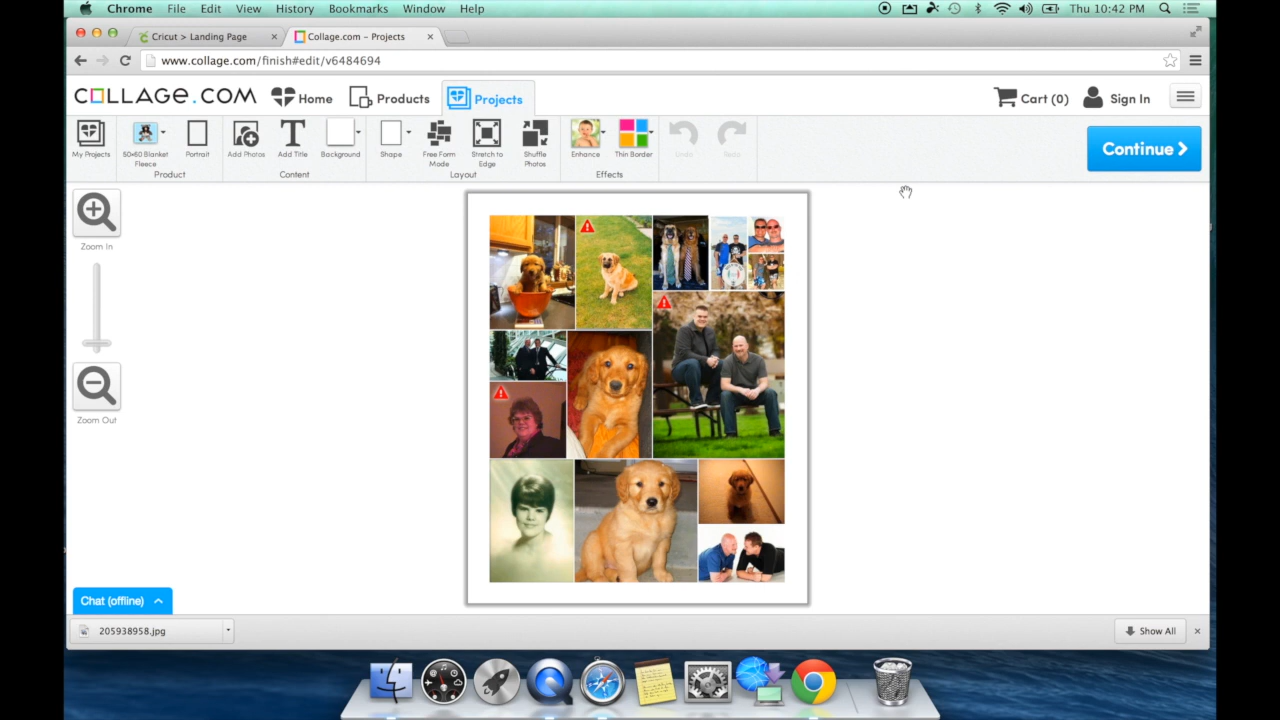 Chrome File Edit View History Bookmarks Window Help Thu 10:42 PM
Cricut > Landing Page
Collage.com – Projects
www.collage.com/finish#edit/v6484694
COLLAGE.COM Home Products Projects Cart (0) Sign In
My Projects
50×60 Blanket
Fleece
Portrait
Add Photos
Add Title
Background
Shape
Free Form
Mode
Stretch to
Edge
Shuffle
Photos
Enhance
Thin Border
Undo
Redo
Product Content Layout Effects
Continue
Zoom In
Zoom Out
Chat (offline)
205938958.jpg
Show All